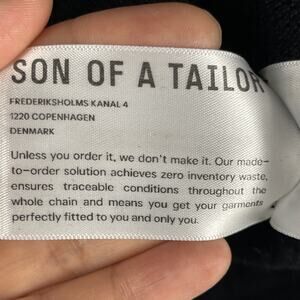 SON OF A TAILOR
FREDERIKSHOLMS KANAL 4
1220 COPENHAGEN
DENMARK
Unless you order it, we don't make it. Our made-
to-order solution achieves zero inventory waste,
ensures traceable conditions throughout the
whole chain and means you get your garments
perfectly fitted to you and only you.